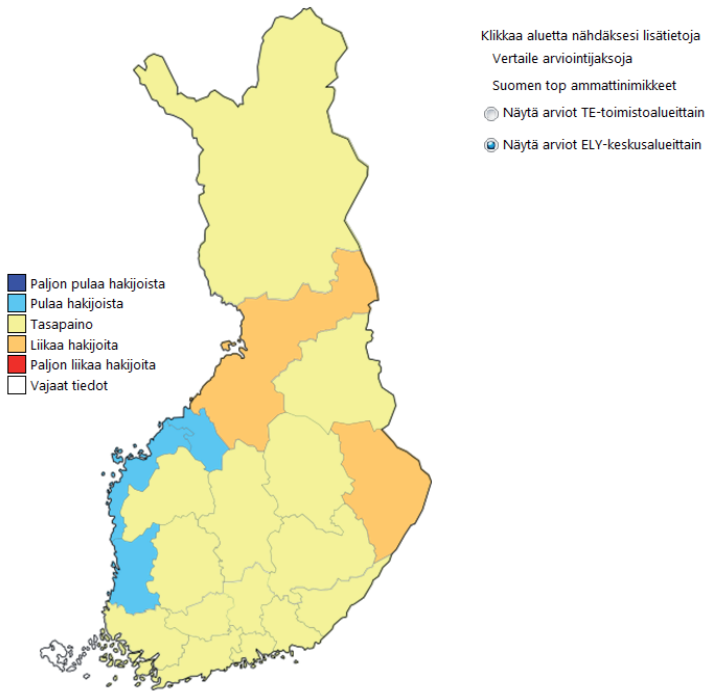 Klikkaa aluetta nähdäksesi lisätietoja
Vertaile arviointijaksoja
Suomen top ammattinimikkeet
Näytä arviot TE-toimistoalueittain
Näytä arviot ELY-keskusalueittain
Paljon pulaa hakijoista
Pulaa hakijoista
Tasapaino
Liikaa hakijoita
Paljon liikaa hakijoita
Vajaat tiedot